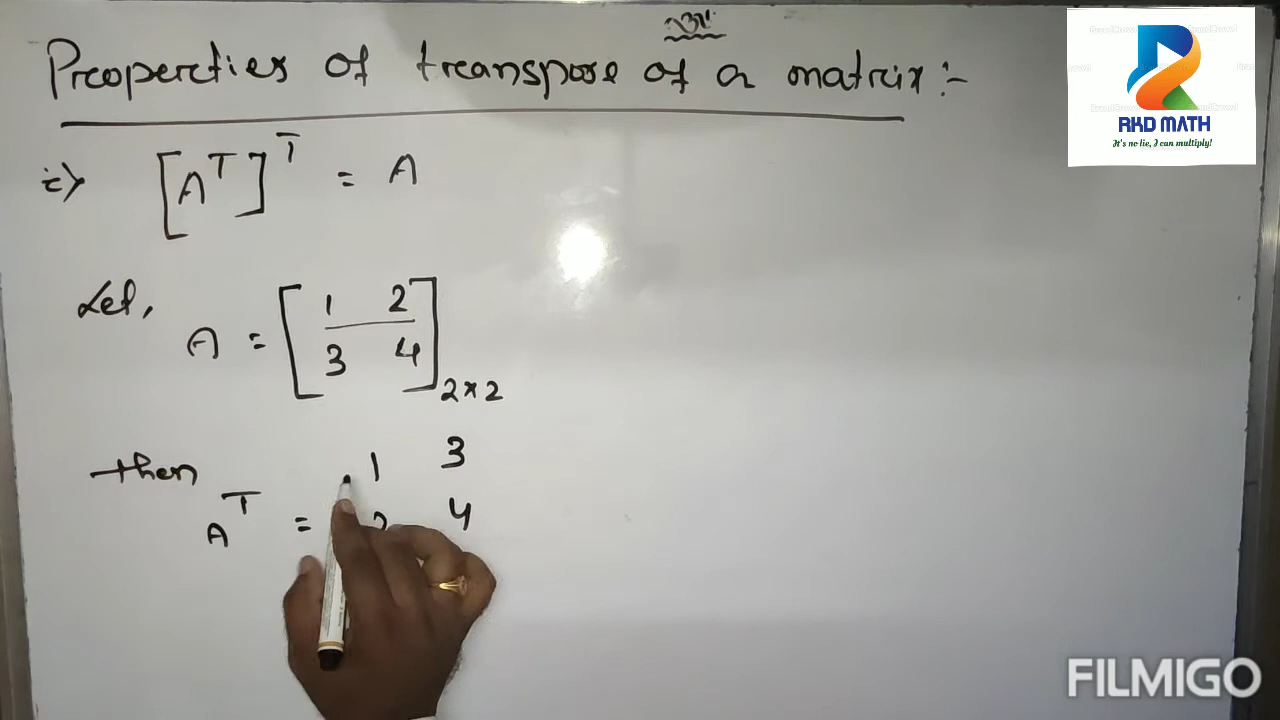 Properties of transpose of a matrix :-
RKD MATH
It's no lie, I can multiply!
i) [A^T]^T = A
Let,
A = [1 2
3 4] 2×2
then
1 3
A^T = 2 4
FILMIGO